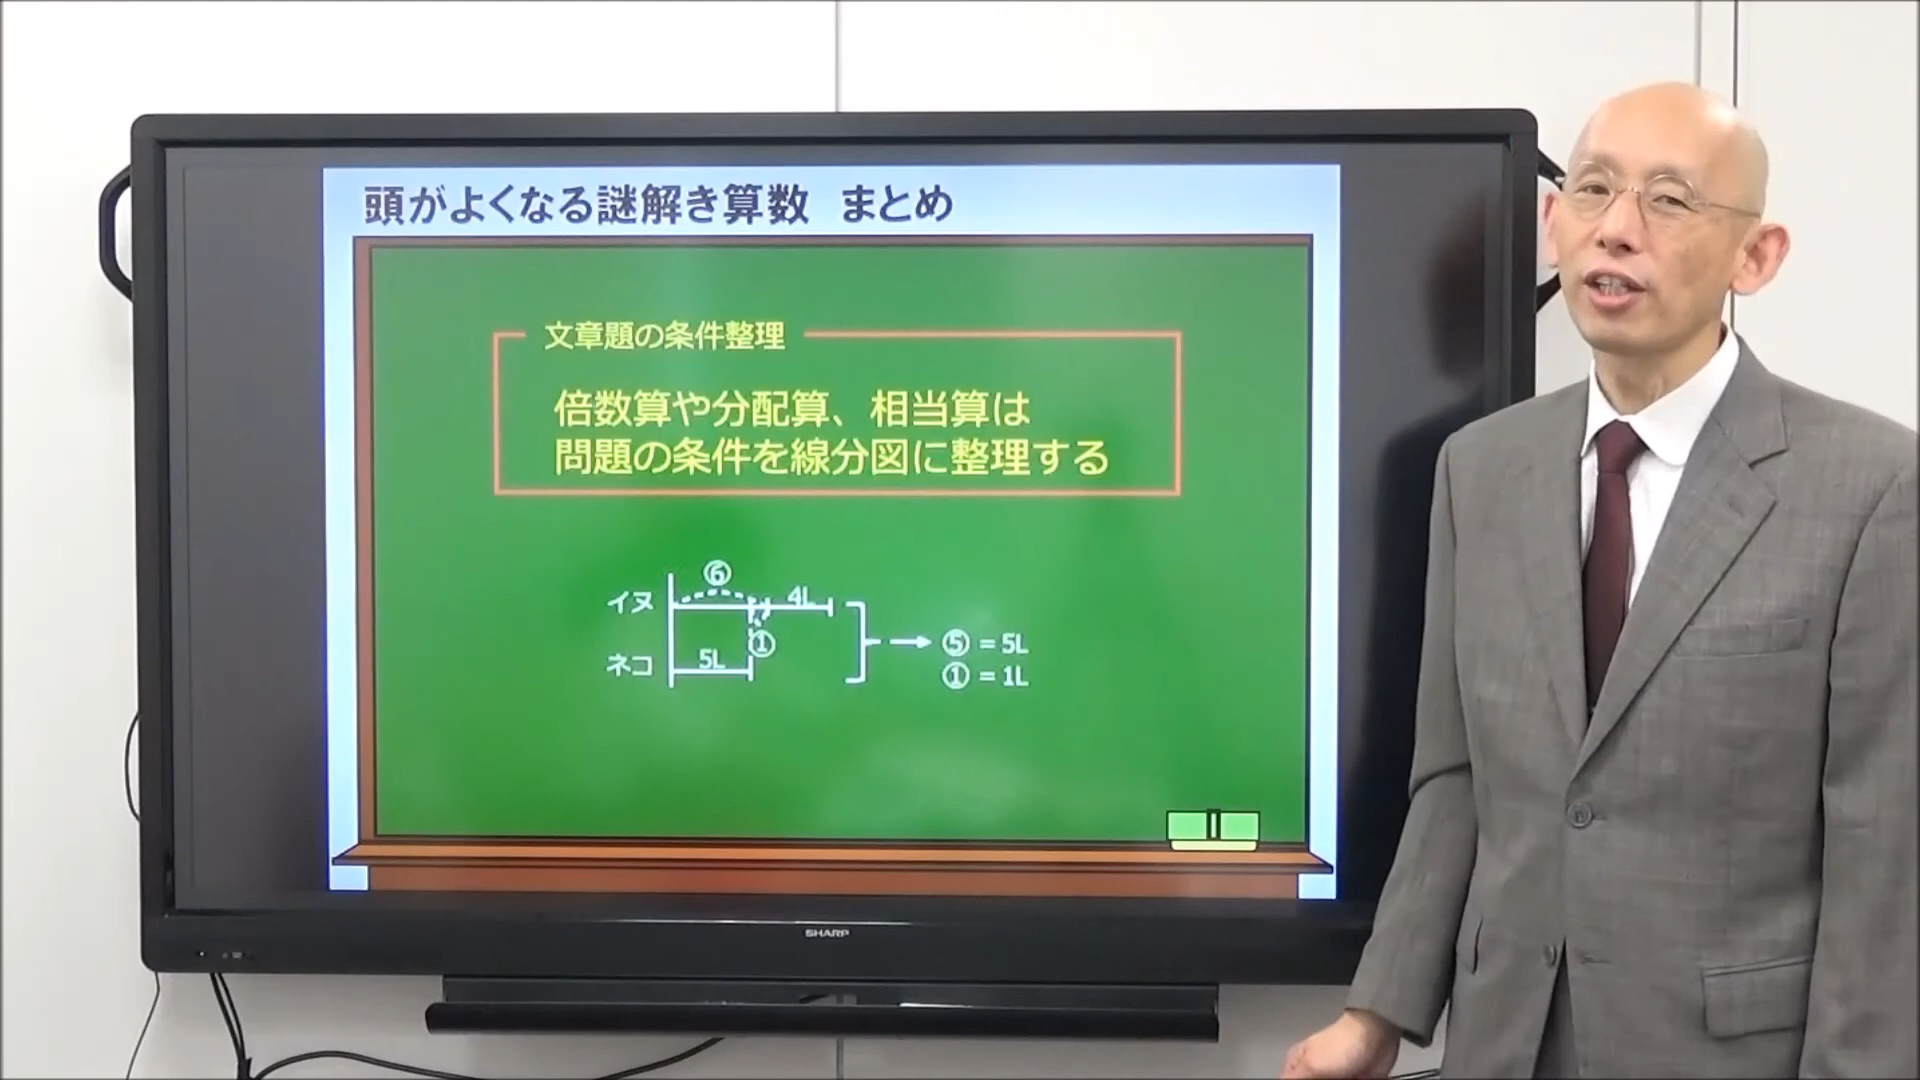 頭がよくなる謎解き算数 まとめ
文章題の条件整理
倍数算や分配算、相当算は
問題の条件を線分図に整理する
⑥
イヌ 4L
①
ネコ 5L
⑤ = 5L
① = 1L
SHARP